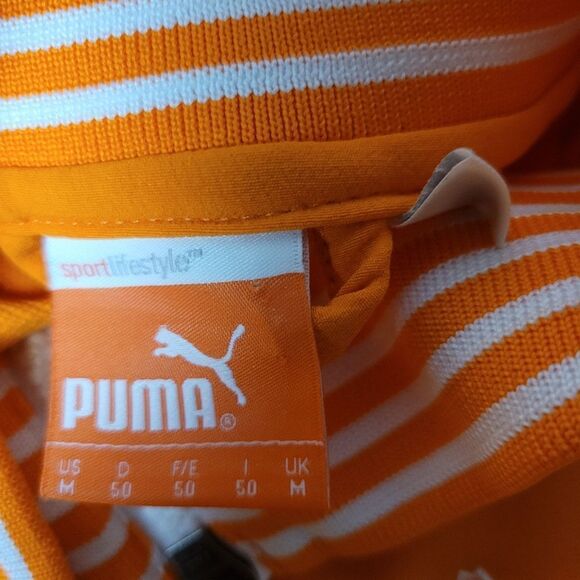 sportlifestyle™
PUMA®
US D F/E I UK
M 50 50 50 M